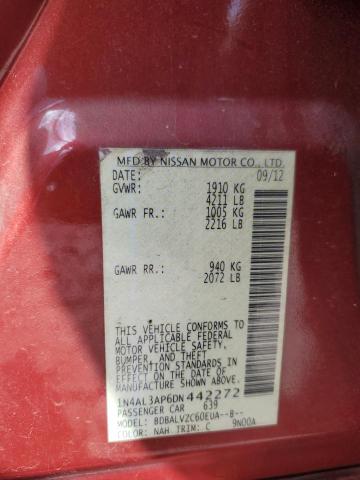 MFD BY NISSAN MOTOR CO., LTD.
DATE: 09/12
GVWR: 1910 KG
4211 LB
GAWR FR.: 1005 KG
2216 LB
GAWR RR.: 940 KG
2072 LB
THIS VEHICLE CONFORMS TO
ALL APPLICABLE FEDERAL
MOTOR VEHICLE SAFETY,
BUMPER, AND THEFT
PREVENTION STANDARDS
IN EFFECT ON THE DATE OF
MANUFACTURE SHOWN ABOVE.
1N4AL3AP6DN 442272
PASSENGER CAR 639
MODEL: BDBALVZC60EUA--B--
COLOR: NAH TRIM: C 9N00A